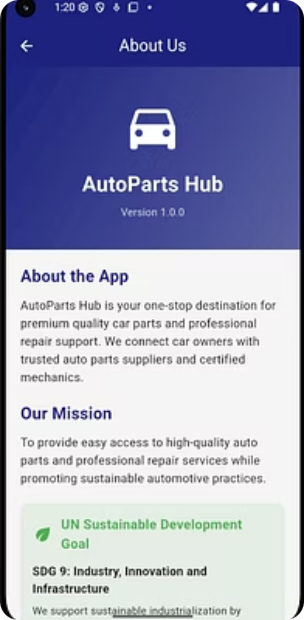 1:20
About Us
AutoParts Hub
Version 1.0.0
About the App
AutoParts Hub is your one-stop destination for
premium quality car parts and professional
repair support. We connect car owners with
trusted auto parts suppliers and certified
mechanics.
Our Mission
To provide easy access to high-quality auto
parts and professional repair services while
promoting sustainable automotive practices.
UN Sustainable Development
Goal
SDG 9: Industry, Innovation and
Infrastructure
We support sustainable industrialization by